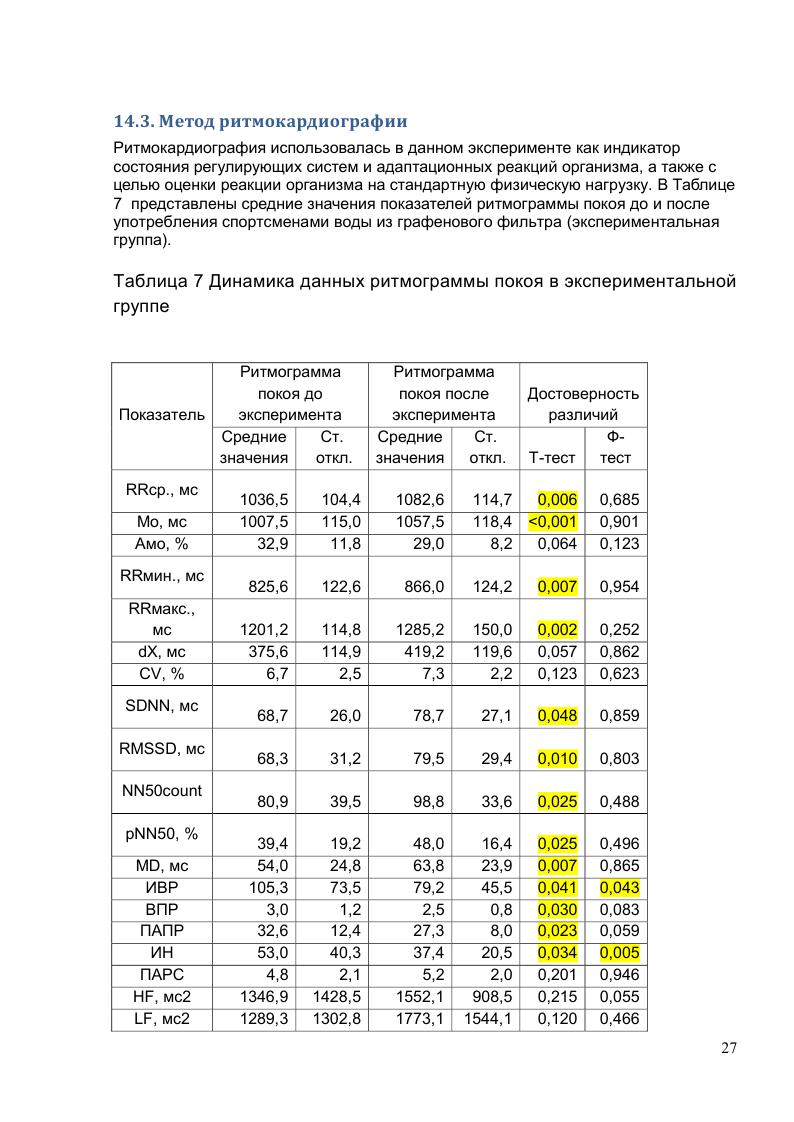 14.3. Метод ритмокардиографии
Ритмокардиография использовалась в данном эксперименте как индикатор
состояния регулирующих систем и адаптационных реакций организма, а также с
целью оценки реакции организма на стандартную физическую нагрузку. В Таблице
7 представлены средние значения показателей ритмограммы покоя до и после
употребления спортсменами воды из графенового фильтра (экспериментальная
группа).
Таблица 7 Динамика данных ритмограммы покоя в экспериментальной
группе
Показатель
Ритмограмма
покоя до
эксперимента
Ритмограмма
покоя после
эксперимента
Достоверность
различий
Средние
значения
Ст.
откл.
Средние
значения
Ст.
откл.
Т-тест
Ф-
тест
RRср., мс 1036,5 104,4 1082,6 114,7 0,006 0,685
Мо, мс 1007,5 115,0 1057,5 118,4 <0,001 0,901
Амо, % 32,9 11,8 29,0 8,2 0,064 0,123
RRмин., мс 825,6 122,6 866,0 124,2 0,007 0,954
RRмакс.,
мс 1201,2 114,8 1285,2 150,0 0,002 0,252
dX, мс 375,6 114,9 419,2 119,6 0,057 0,862
CV, % 6,7 2,5 7,3 2,2 0,123 0,623
SDNN, мс 68,7 26,0 78,7 27,1 0,048 0,859
RMSSD, мс 68,3 31,2 79,5 29,4 0,010 0,803
NN50count 80,9 39,5 98,8 33,6 0,025 0,488
pNN50, % 39,4 19,2 48,0 16,4 0,025 0,496
MD, мс 54,0 24,8 63,8 23,9 0,007 0,865
ИВР 105,3 73,5 79,2 45,5 0,041 0,043
ВПР 3,0 1,2 2,5 0,8 0,030 0,083
ПАПР 32,6 12,4 27,3 8,0 0,023 0,059
ИН 53,0 40,3 37,4 20,5 0,034 0,005
ПАРС 4,8 2,1 5,2 2,0 0,201 0,946
HF, мс2 1346,9 1428,5 1552,1 908,5 0,215 0,055
LF, мс2 1289,3 1302,8 1773,1 1544,1 0,120 0,466
27